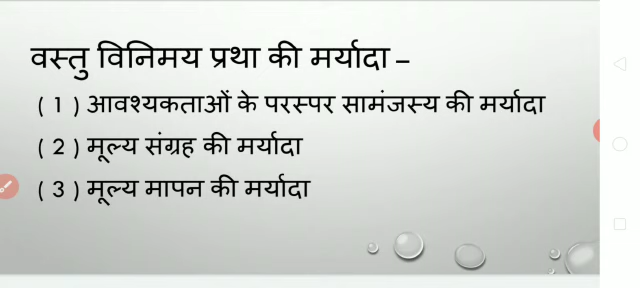 वस्तु विनिमय प्रथा की मर्यादा –
( 1 ) आवश्यकताओं के परस्पर सामंजस्य की मर्यादा
( 2 ) मूल्य संग्रह की मर्यादा
( 3 ) मूल्य मापन की मर्यादा